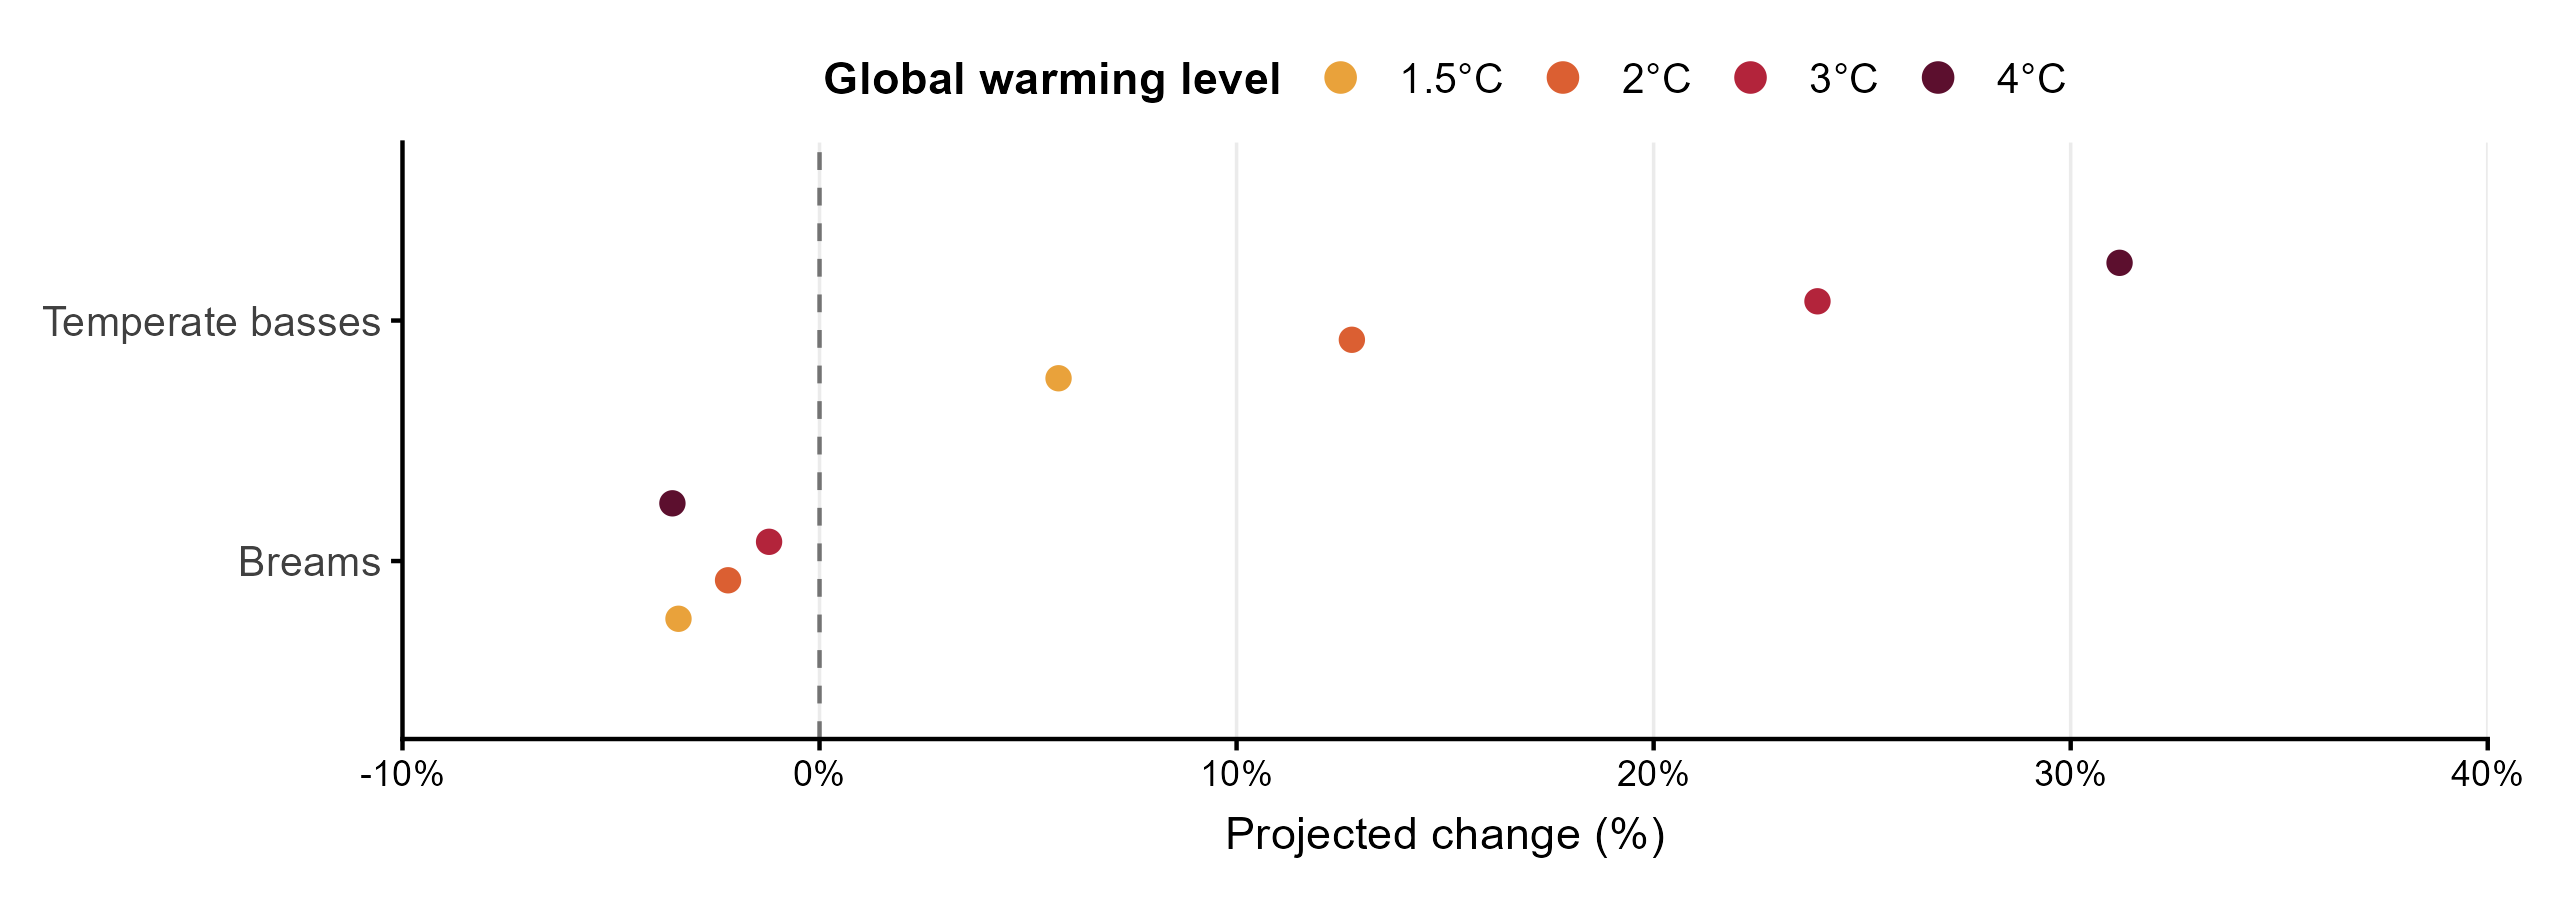 Global warming level 1.5°C 2°C 3°C 4°C
Temperate basses
Breams
-10% 0% 10% 20% 30% 40%
Projected change (%)